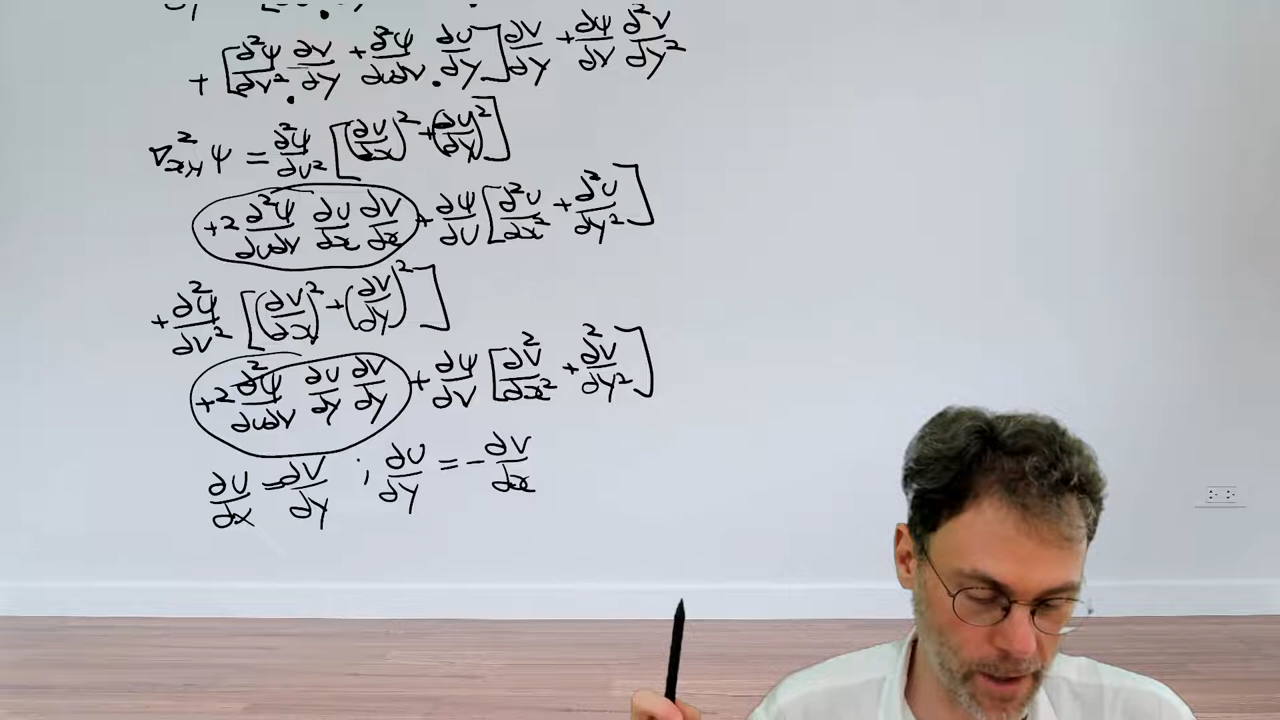 + [∂²ψ/∂v² ∂v/∂y + ∂²ψ/∂u∂v ∂u/∂y] ∂v/∂y + ∂ψ/∂v ∂²v/∂y²
∇²xy ψ = ∂²ψ/∂u² [(∂u/∂x)² + (∂u/∂y)²]
+2 ∂²ψ/∂u∂v ∂u/∂x ∂v/∂x + ∂ψ/∂u [∂²u/∂x² + ∂²u/∂y²]
+ ∂²ψ/∂v² [(∂v/∂x)² + (∂v/∂y)²]
+2 ∂²ψ/∂u∂v ∂u/∂y ∂v/∂y + ∂ψ/∂v [∂²v/∂x² + ∂²v/∂y²]
∂u/∂x = ∂v/∂y ; ∂u/∂y = - ∂v/∂x